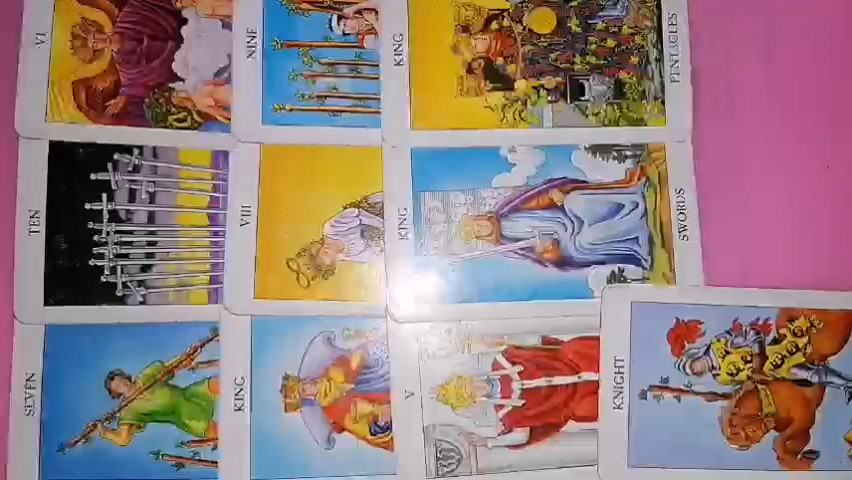 VI
NINE
KING
PENTACLES
TEN
VIII
KING
SWORDS
SEVEN
KING
V
KNIGHT